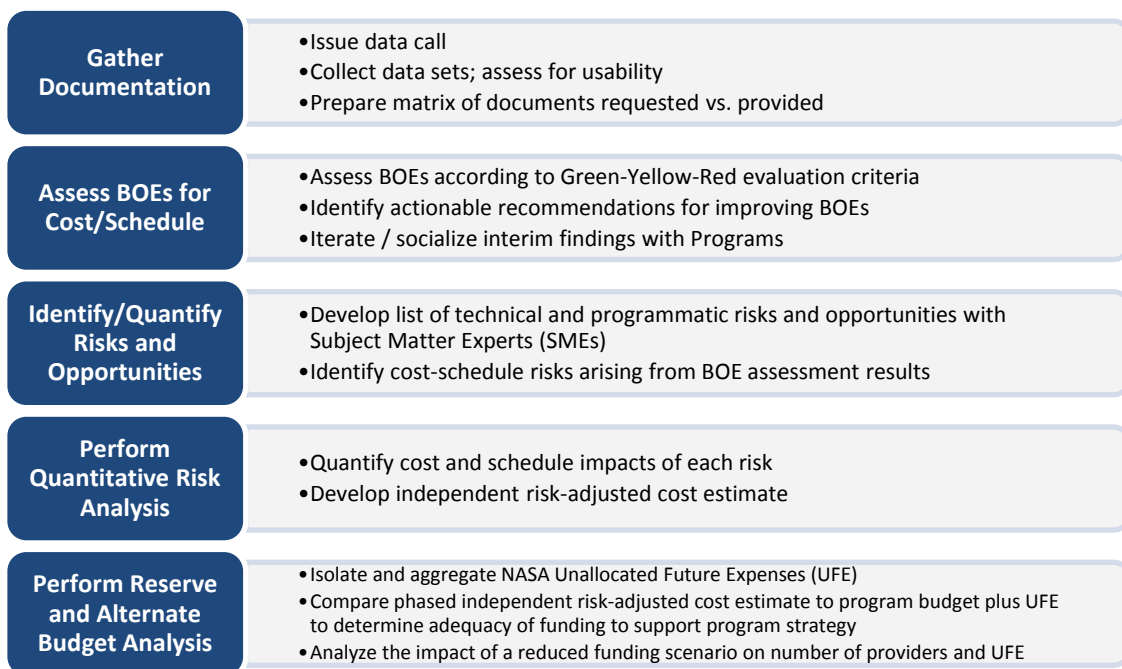 Gather
Documentation
•Issue data call
•Collect data sets; assess for usability
•Prepare matrix of documents requested vs. provided
Assess BOEs for
Cost/Schedule
•Assess BOEs according to Green-Yellow-Red evaluation criteria
•Identify actionable recommendations for improving BOEs
•Iterate / socialize interim findings with Programs
Identify/Quantify
Risks and
Opportunities
•Develop list of technical and programmatic risks and opportunities with
Subject Matter Experts (SMEs)
•Identify cost-schedule risks arising from BOE assessment results
Perform
Quantitative Risk
Analysis
•Quantify cost and schedule impacts of each risk
•Develop independent risk-adjusted cost estimate
Perform Reserve
and Alternate
Budget Analysis
•Isolate and aggregate NASA Unallocated Future Expenses (UFE)
•Compare phased independent risk-adjusted cost estimate to program budget plus UFE
to determine adequacy of funding to support program strategy
•Analyze the impact of a reduced funding scenario on number of providers and UFE